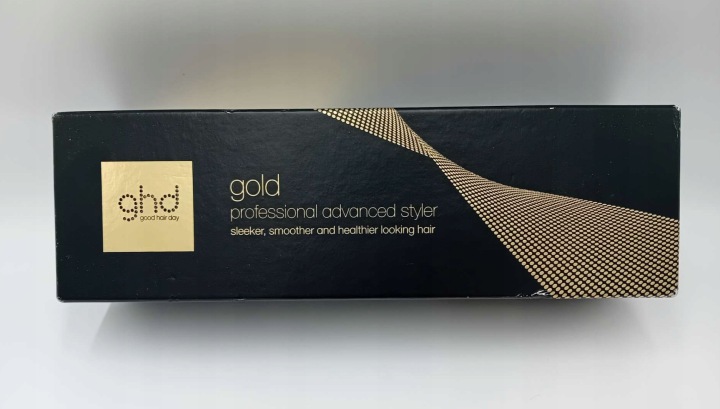 ghd
good hair day
gold
professional advanced styler
sleeker, smoother and healthier looking hair